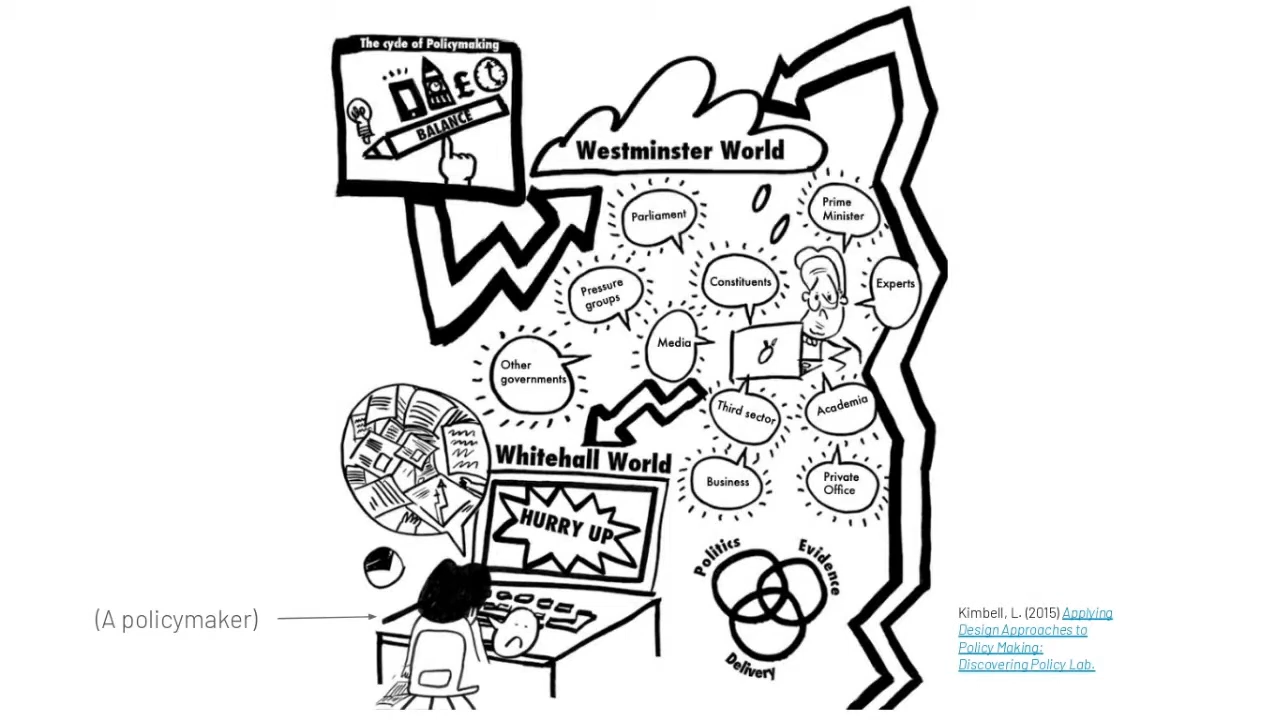 The cycle of Policymaking
£
BALANCE
Westminster World
Parliament
Prime
Minister
Pressure
groups
Constituents
Experts
Media
Other
governments
Third sector
Academia
Whitehall World
Business
Private
Office
HURRY UP
Politics
Evidence
Delivery
(A policymaker)
Kimbell, L. (2015) Applying
Design Approaches to
Policy Making:
Discovering Policy Lab.